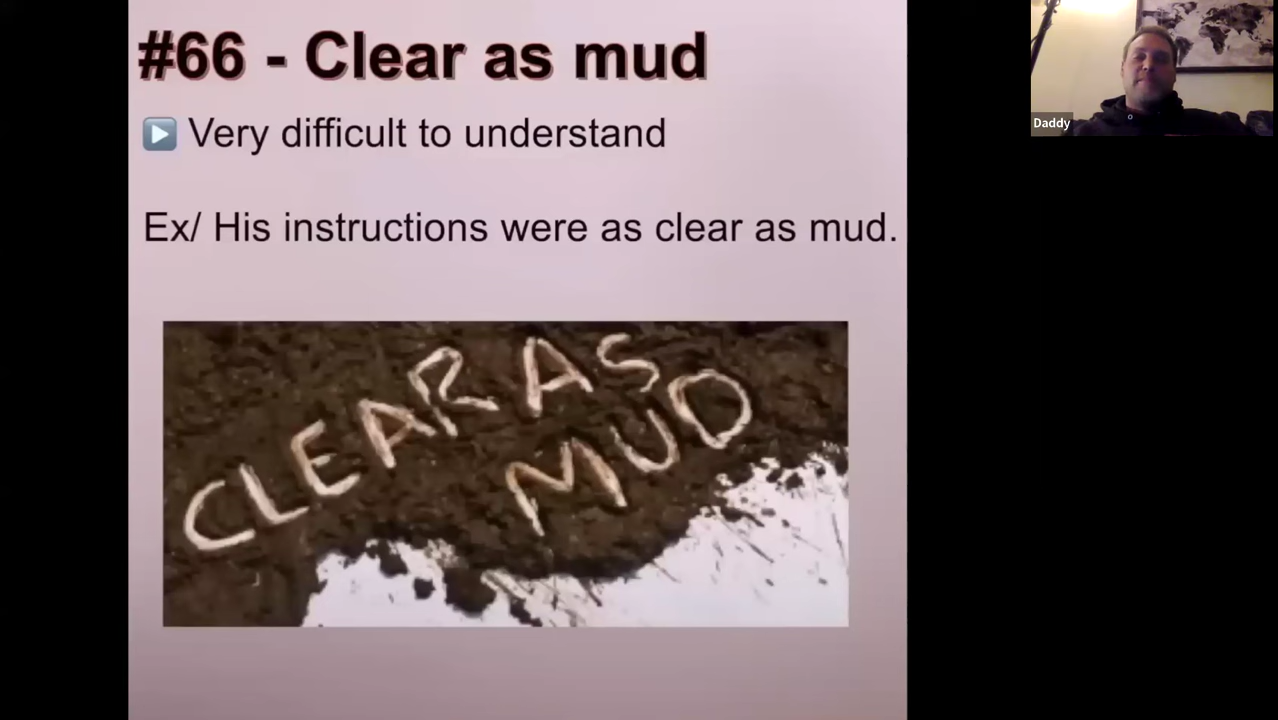 #66 - Clear as mud
Very difficult to understand
Ex/ His instructions were as clear as mud.
CLEAR AS
MUD
Daddy